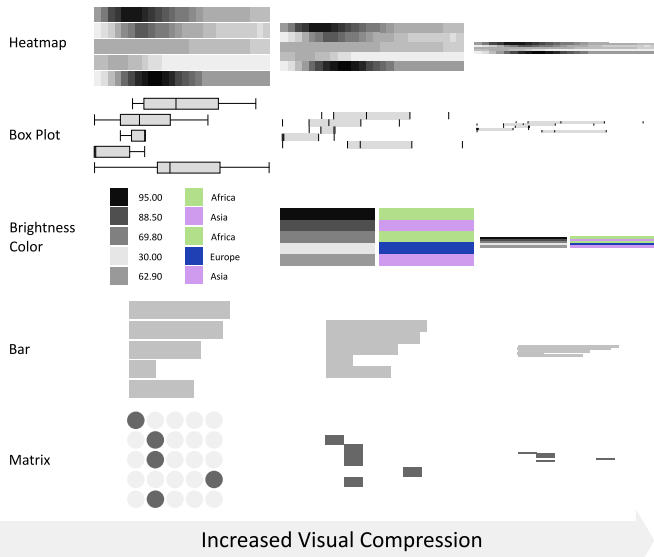 Heatmap
Box Plot
Brightness
Color
95.00 Africa
88.50 Asia
69.80 Africa
30.00 Europe
62.90 Asia
Bar
Matrix
Increased Visual Compression